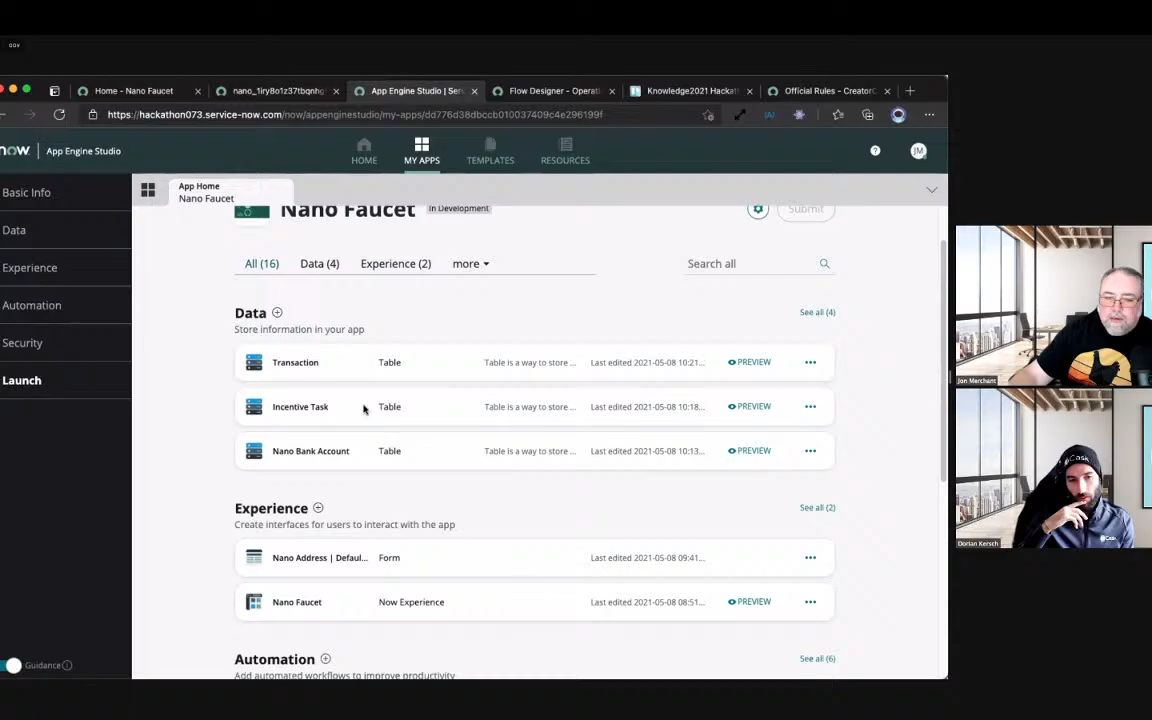 Home - Nano Faucet
nano_1iry8o1z37tbqnhg
App Engine Studio | Serv
Flow Designer - Operati
Knowledge2021 Hackath
Official Rules - CreatorC
https://hackathon073.service-now.com/now/appenginestudio/my-apps/dd776d38dbccb010037409c4e296199f
now. App Engine Studio
HOME
MY APPS
TEMPLATES
RESOURCES
JM
Basic Info
Data
Experience
Automation
Security
Launch
Guidance
App Home
Nano Faucet
Nano Faucet
In Development
Submit
All (16)
Data (4)
Experience (2)
more
Search all
Data
See all (4)
Store information in your app
Transaction Table Table is a way to store ... Last edited 2021-05-08 10:21... PREVIEW
Incentive Task Table Table is a way to store ... Last edited 2021-05-08 10:18... PREVIEW
Nano Bank Account Table Table is a way to store ... Last edited 2021-05-08 10:13... PREVIEW
Experience
See all (2)
Create interfaces for users to interact with the app
Nano Address | Defaul... Form Last edited 2021-05-08 09:41...
Nano Faucet Now Experience Last edited 2021-05-08 08:51... PREVIEW
Automation
See all (6)
Add automated workflows to improve productivity
Jon Merchant
Cask
Dorian Kersch